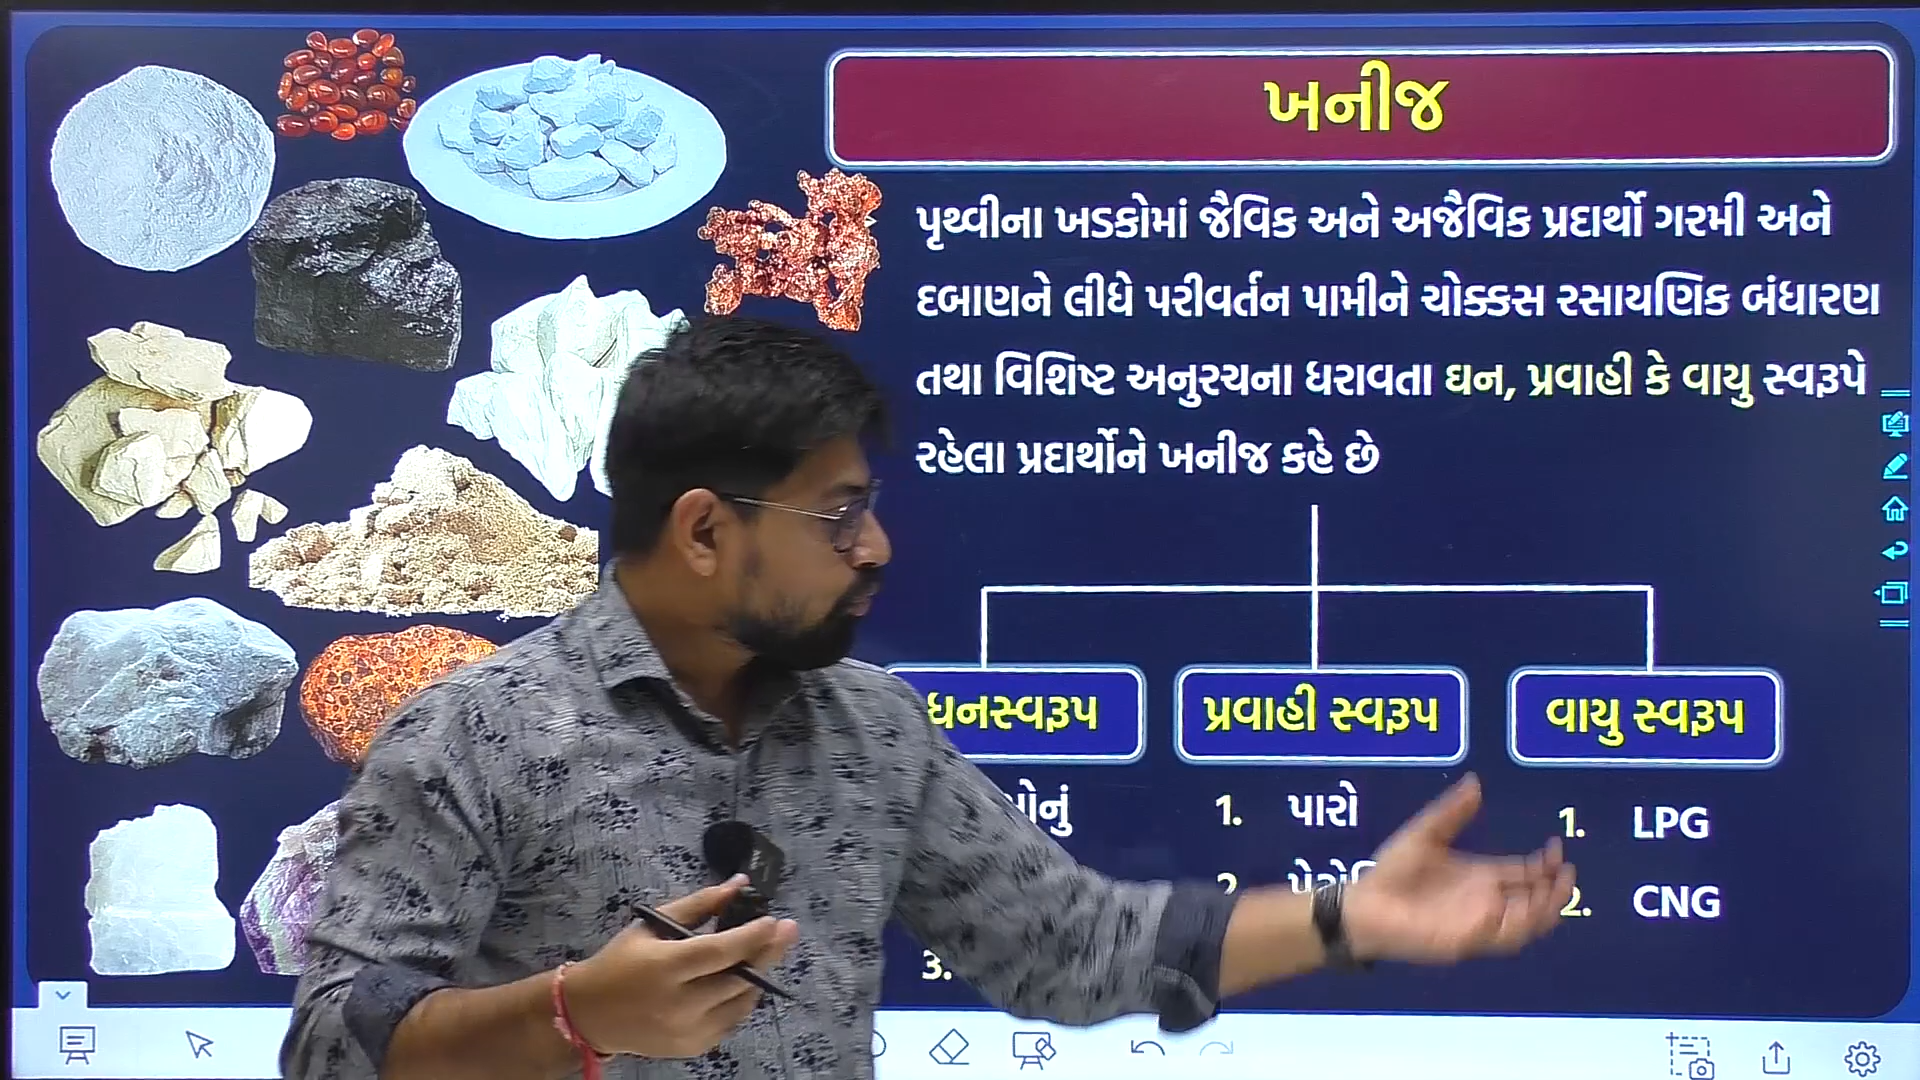 ખનીજ
પૃથ્વીના ખડકોમાં જૈવિક અને અજૈવિક પ્રદાર્થો ગરમી અને
દબાણને લીધે પરીવર્તન પામીને ચોક્કસ રસાયણિક બંધારણ
તથા વિશિષ્ટ અનુરચના ધરાવતા ઘન, પ્રવાહી કે વાયુ સ્વરૂપે
રહેલા પ્રદાર્થોને ખનીજ કહે છે
ધનસ્વરૂપ
પ્રવાહી સ્વરૂપ
વાયુ સ્વરૂપ
1. પારો
2.
1. LPG
2. CNG
3.